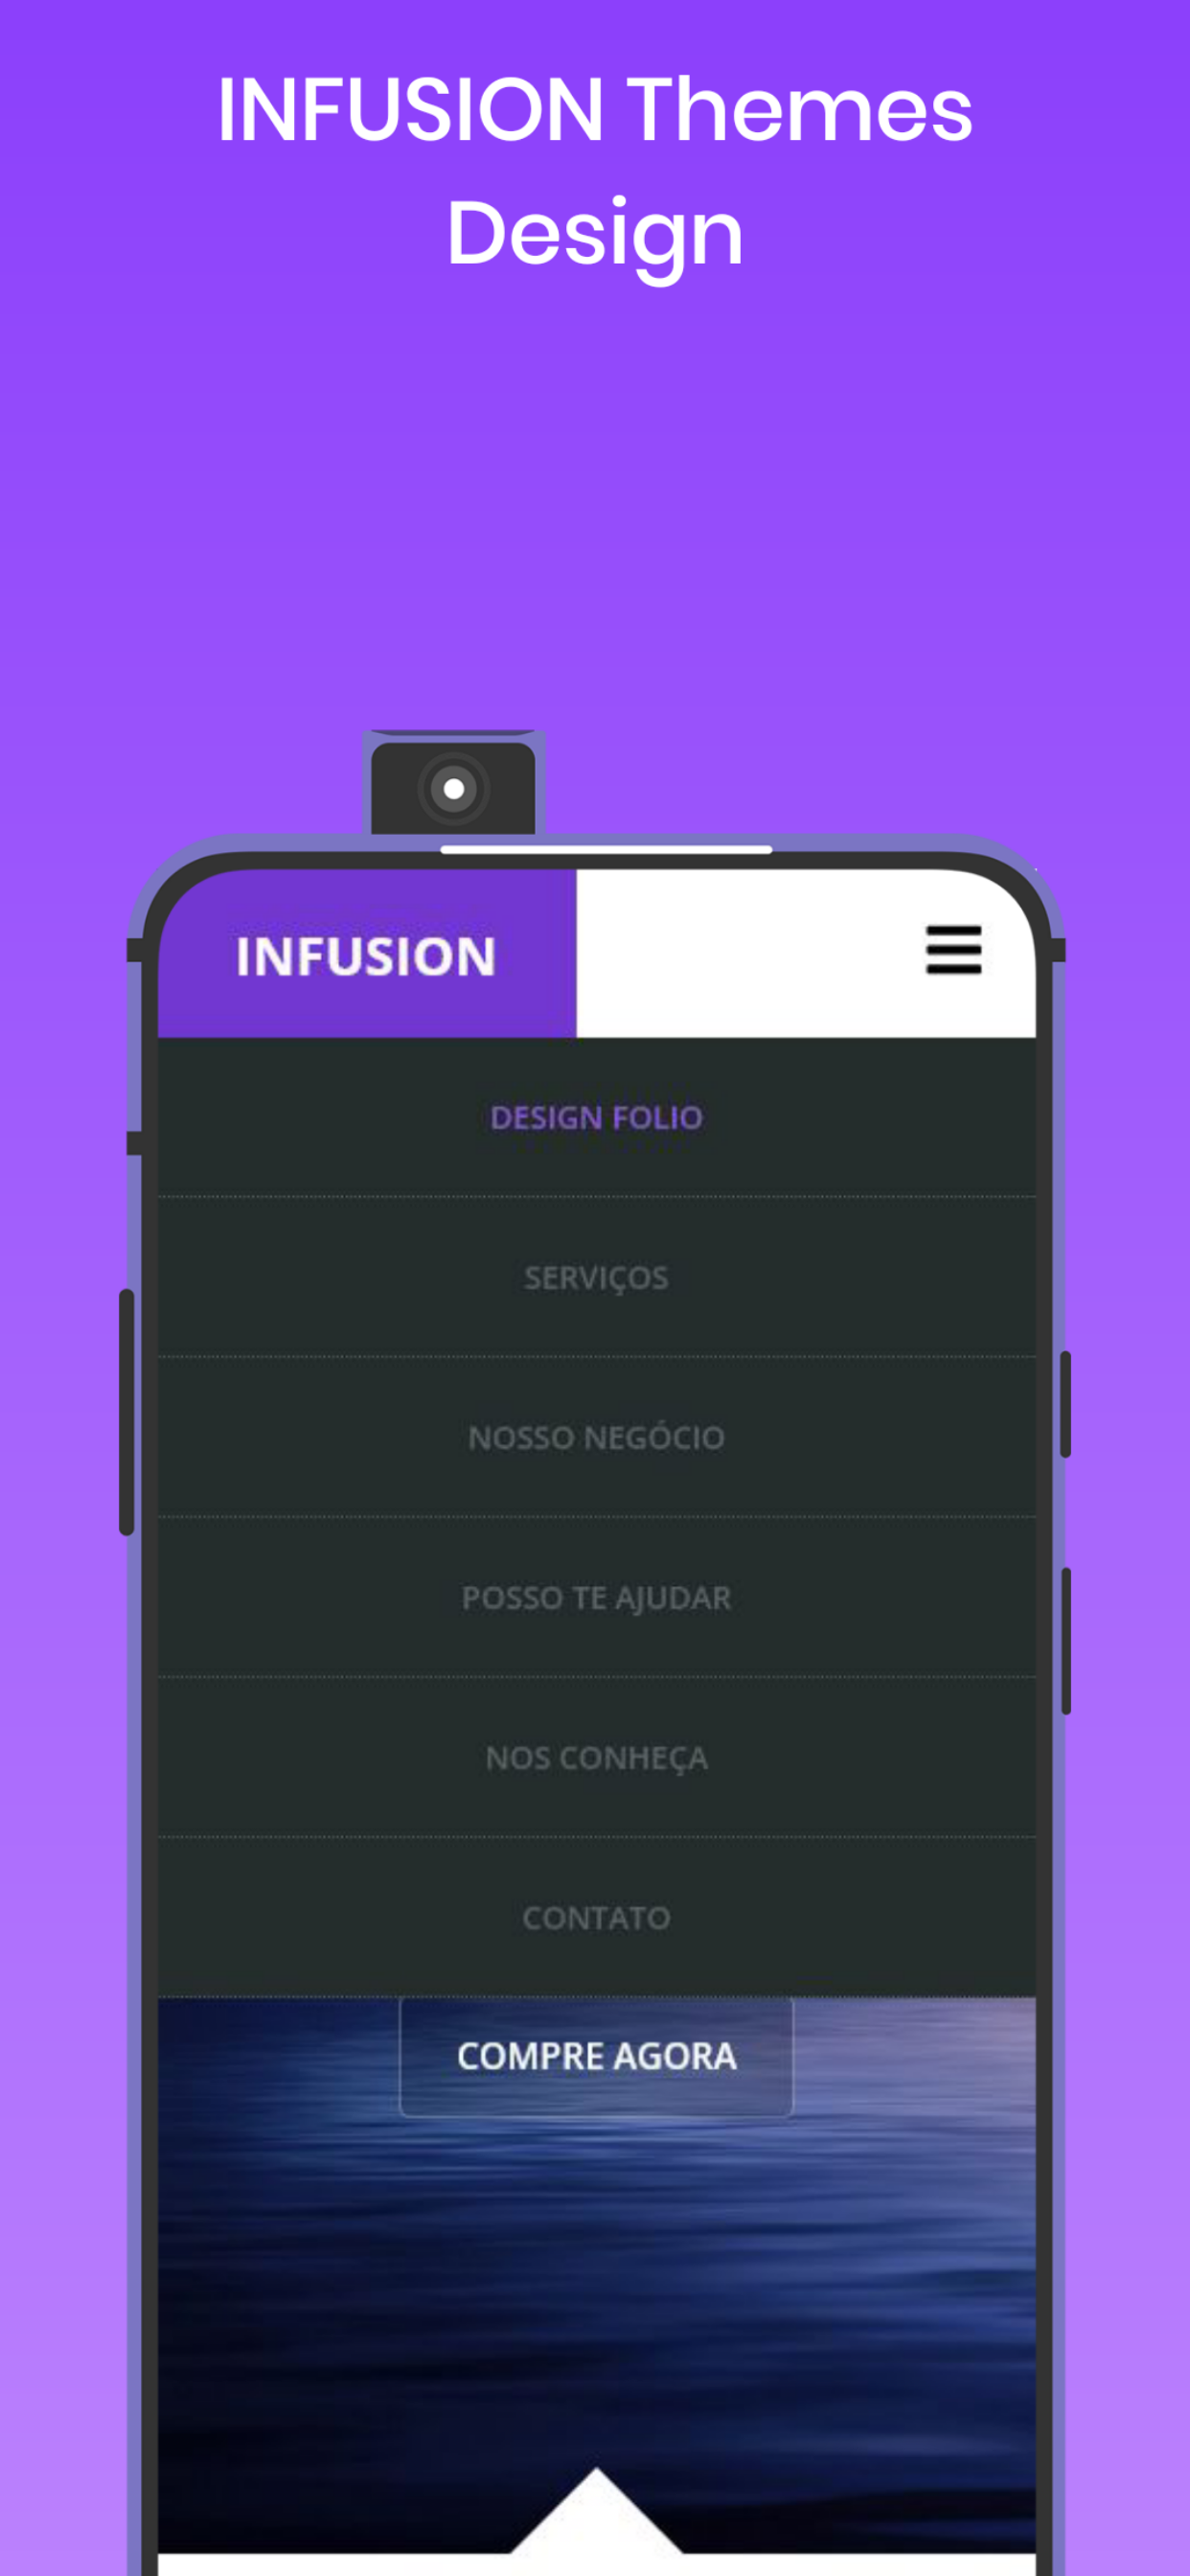 INFUSION Themes
Design
INFUSION
DESIGN FOLIO
SERVIÇOS
NOSSO NEGÓCIO
POSSO TE AJUDAR
NOS CONHEÇA
CONTATO
COMPRE AGORA